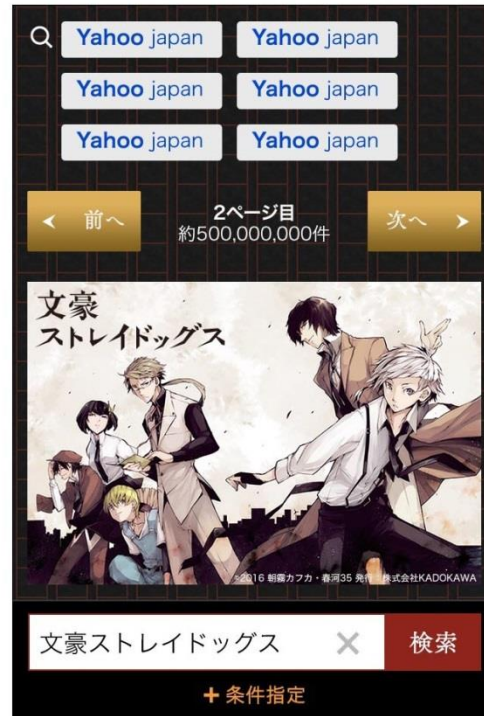 Yahoo japan Yahoo japan
Yahoo japan Yahoo japan
Yahoo japan Yahoo japan
前へ
2ページ目
約500,000,000件
次へ
文豪
ストレイドッグス
©2016 朝霧カフカ・春河35 発行 株式会社KADOKAWA
文豪ストレイドッグス
検索
+ 条件指定